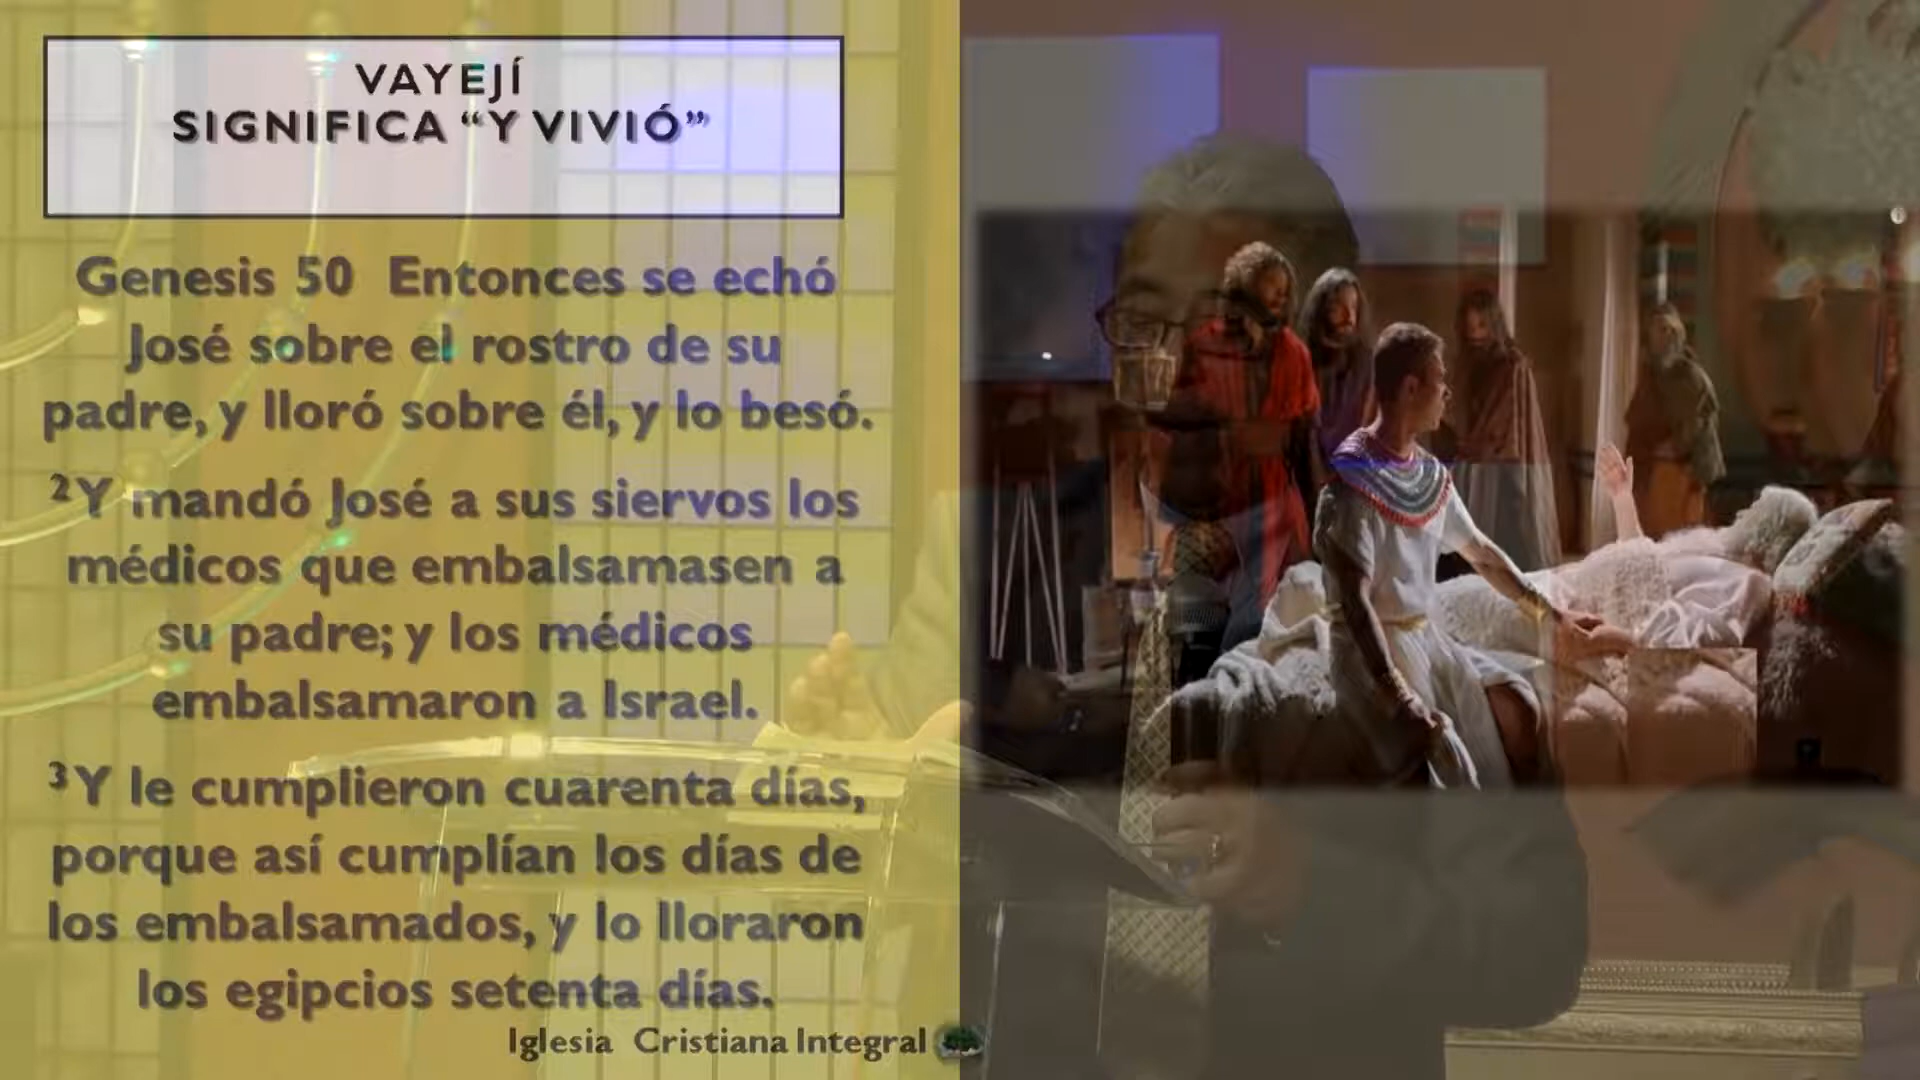 VAYEJÍ
SIGNIFICA “Y VIVIÓ”
Genesis 50 Entonces se echó
José sobre el rostro de su
padre, y lloró sobre él, y lo besó.
²Y mandó José a sus siervos los
médicos que embalsamasen a
su padre; y los médicos
embalsamaron a Israel.
³Y le cumplieron cuarenta días,
porque así cumplían los días de
los embalsamados, y lo lloraron
los egipcios setenta días.
Iglesia Cristiana Integral